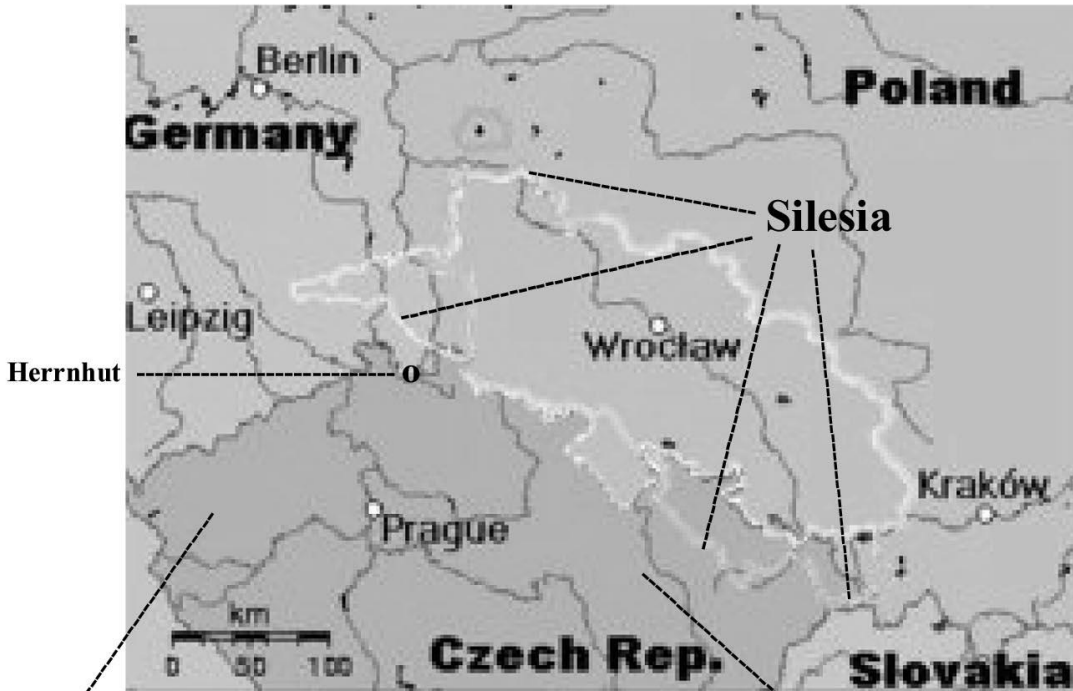 Berlin
Poland
Germany
Silesia
Leipzig
Wrocław
Herrnhut
o
Kraków
Prague
km
0 50 100
Czech Rep.
Slovakia